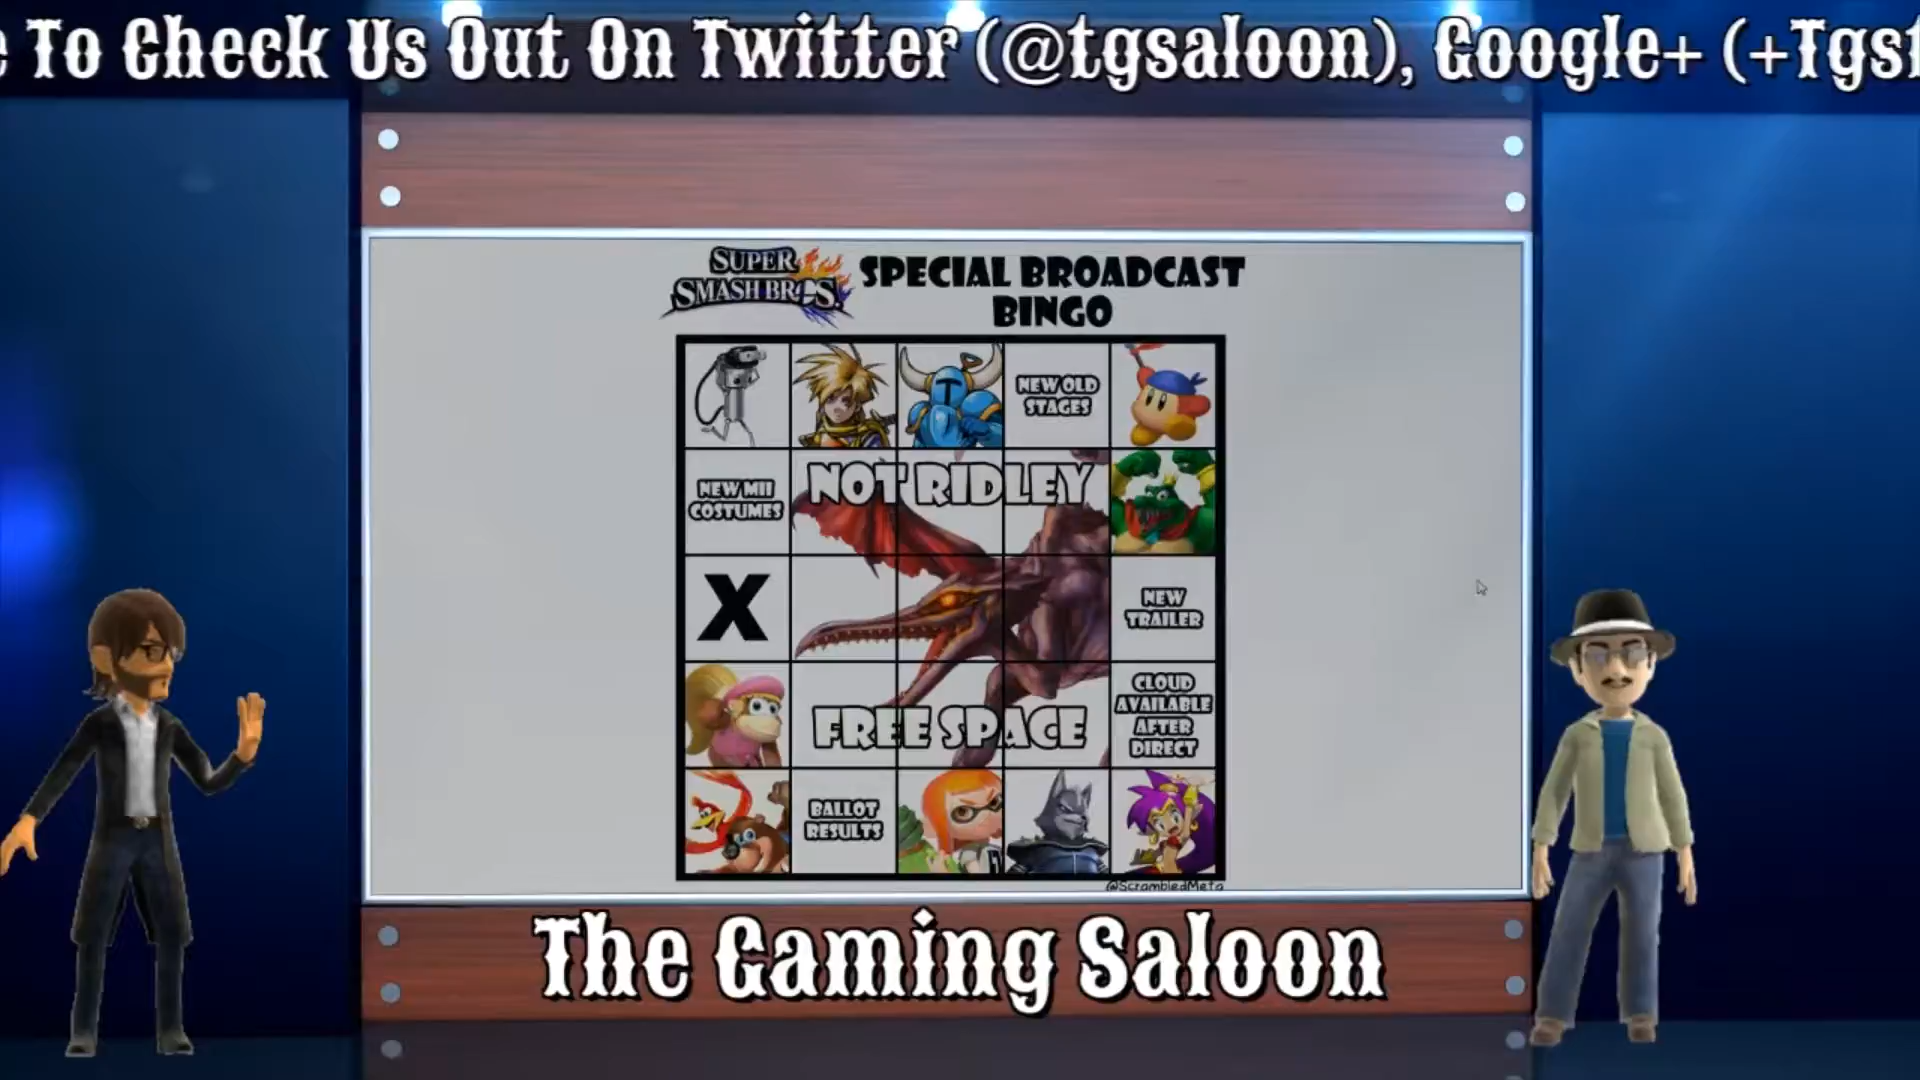 To Check Us Out On Twitter (@tgsaloon), Google+ (+Tgs
SUPER
SMASH BROS.
SPECIAL BROADCAST
BINGO
NEW OLD
STAGES
NEW MII
COSTUMES
NOT RIDLEY
X
NEW
TRAILER
FREE SPACE
CLOUD
AVAILABLE
AFTER
DIRECT
BALLOT
RESULTS
@ScrambledMeta
The Gaming Saloon